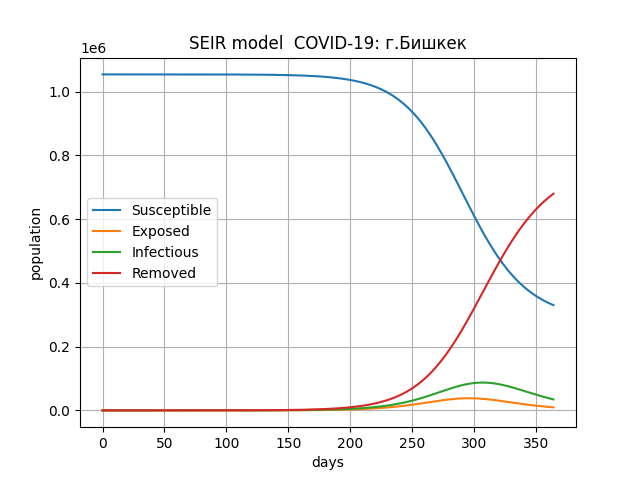 SEIR model  COVID-19: г.Бишкек
1e6
1.0
0.8
0.6
0.4
0.2
0.0
population
Susceptible
Exposed
Infectious
Removed
0 50 100 150 200 250 300 350
days